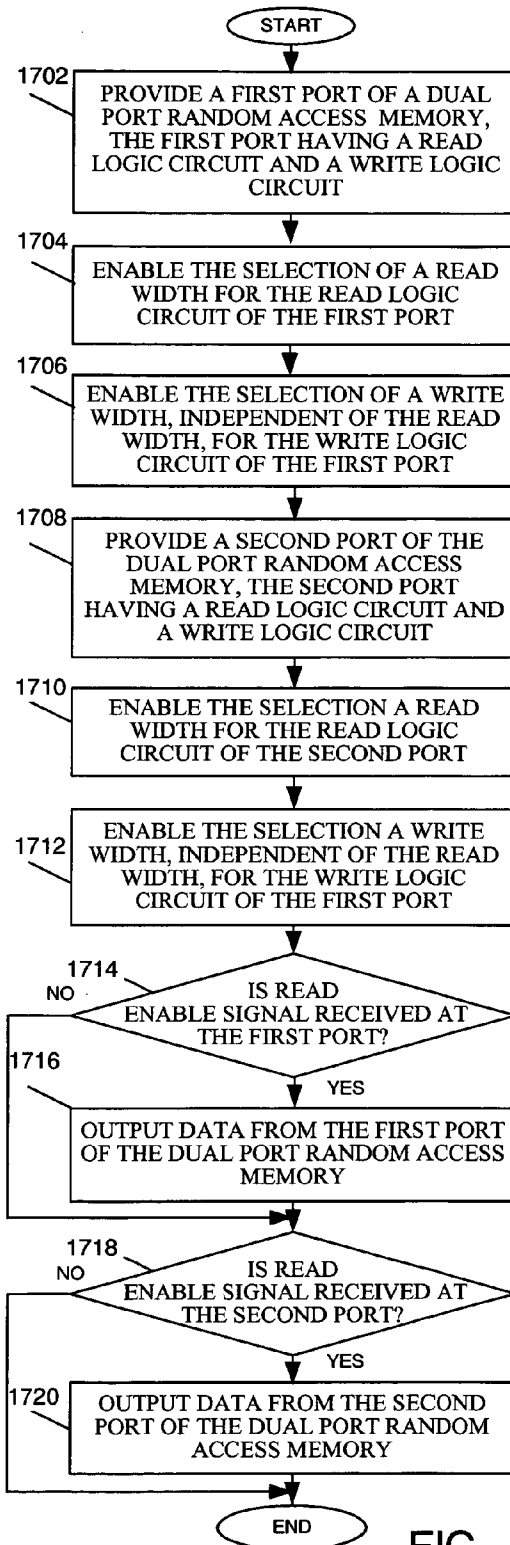 START
1702
PROVIDE A FIRST PORT OF A DUAL
PORT RANDOM ACCESS MEMORY,
THE FIRST PORT HAVING A READ
LOGIC CIRCUIT AND A WRITE LOGIC
CIRCUIT
1704
ENABLE THE SELECTION OF A READ
WIDTH FOR THE READ LOGIC
CIRCUIT OF THE FIRST PORT
1706
ENABLE THE SELECTION OF A WRITE
WIDTH, INDEPENDENT OF THE READ
WIDTH, FOR THE WRITE LOGIC
CIRCUIT OF THE FIRST PORT
1708
PROVIDE A SECOND PORT OF THE
DUAL PORT RANDOM ACCESS
MEMORY, THE SECOND PORT
HAVING A READ LOGIC CIRCUIT AND
A WRITE LOGIC CIRCUIT
1710
ENABLE THE SELECTION A READ
WIDTH FOR THE READ LOGIC
CIRCUIT OF THE SECOND PORT
1712
ENABLE THE SELECTION A WRITE
WIDTH, INDEPENDENT OF THE READ
WIDTH, FOR THE WRITE LOGIC
CIRCUIT OF THE FIRST PORT
1714
NO
IS READ
ENABLE SIGNAL RECEIVED AT
THE FIRST PORT?
YES
1716
OUTPUT DATA FROM THE FIRST PORT
OF THE DUAL PORT RANDOM ACCESS
MEMORY
1718
NO
IS READ
ENABLE SIGNAL RECEIVED AT
THE SECOND PORT?
YES
1720
OUTPUT DATA FROM THE SECOND
PORT OF THE DUAL PORT RANDOM
ACCESS MEMORY
END
FIG